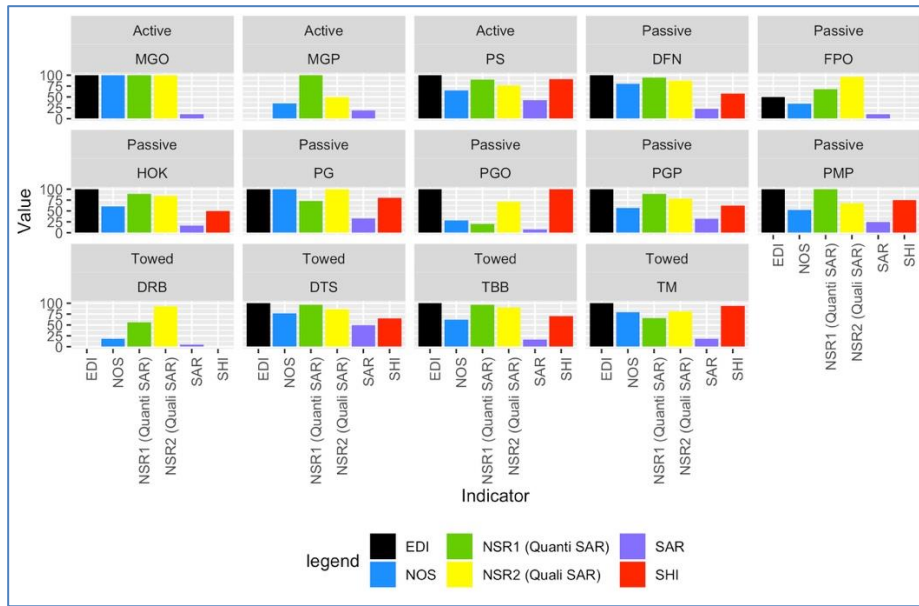 Active Active Active Passive Passive
MGO MGP PS DFN FPO
100
75
50
25
0
Passive Passive Passive Passive Passive
HOK PG PGO PGP PMP
100
75
50
25
0
Value
Towed Towed Towed Towed
DRB DTS TBB TM
100
75
50
25
0
EDI NOS NSR1 (Quanti SAR) NSR2 (Quali SAR) SAR SHI
EDI NOS NSR1 (Quanti SAR) NSR2 (Quali SAR) SAR SHI
EDI NOS NSR1 (Quanti SAR) NSR2 (Quali SAR) SAR SHI
EDI NOS NSR1 (Quanti SAR) NSR2 (Quali SAR) SAR SHI
EDI NOS NSR1 (Quanti SAR) NSR2 (Quali SAR) SAR SHI
Indicator
legend
EDI NSR1 (Quanti SAR) SAR
NOS NSR2 (Quali SAR) SHI